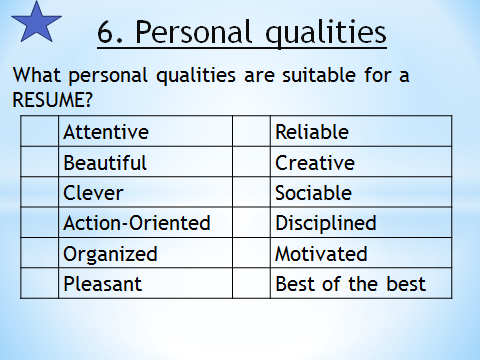 6. Personal qualities
What personal qualities are suitable for a
RESUME?
Attentive Reliable
Beautiful Creative
Clever Sociable
Action-Oriented Disciplined
Organized Motivated
Pleasant Best of the best